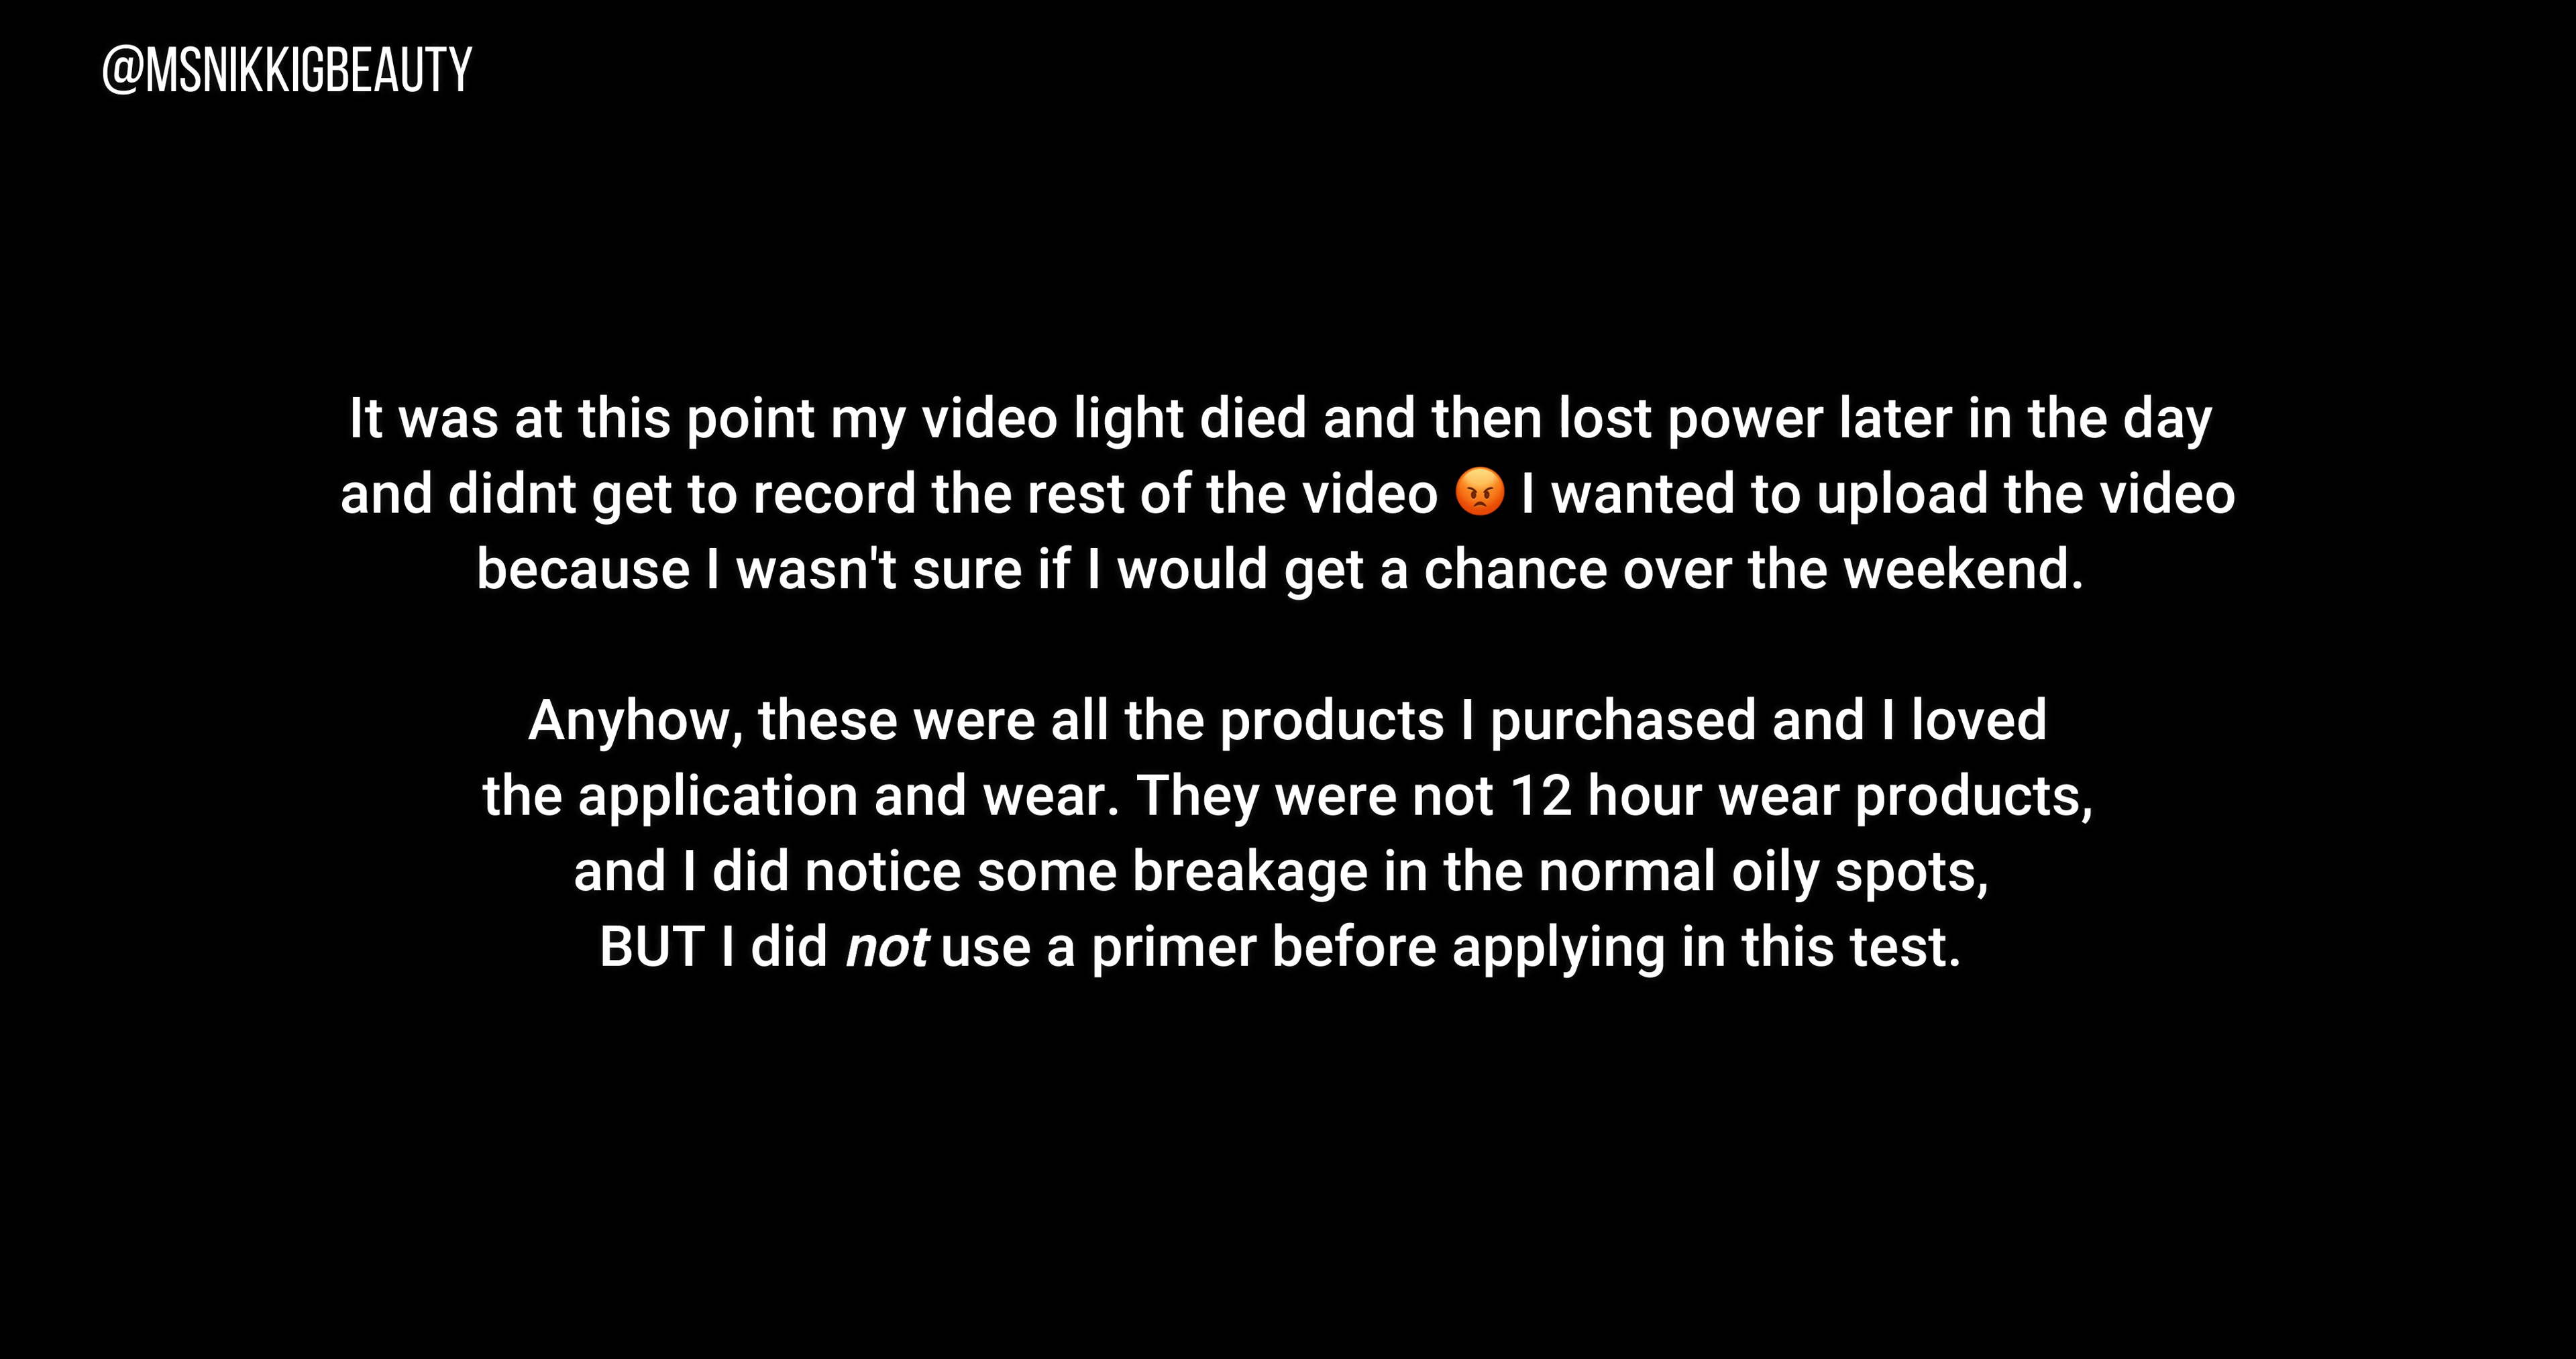 @MSNIKKIGBEAUTY
It was at this point my video light died and then lost power later in the day
and didnt get to record the rest of the video 😡 I wanted to upload the video
because I wasn't sure if I would get a chance over the weekend.
Anyhow, these were all the products I purchased and I loved
the application and wear. They were not 12 hour wear products,
and I did notice some breakage in the normal oily spots,
BUT I did not use a primer before applying in this test.